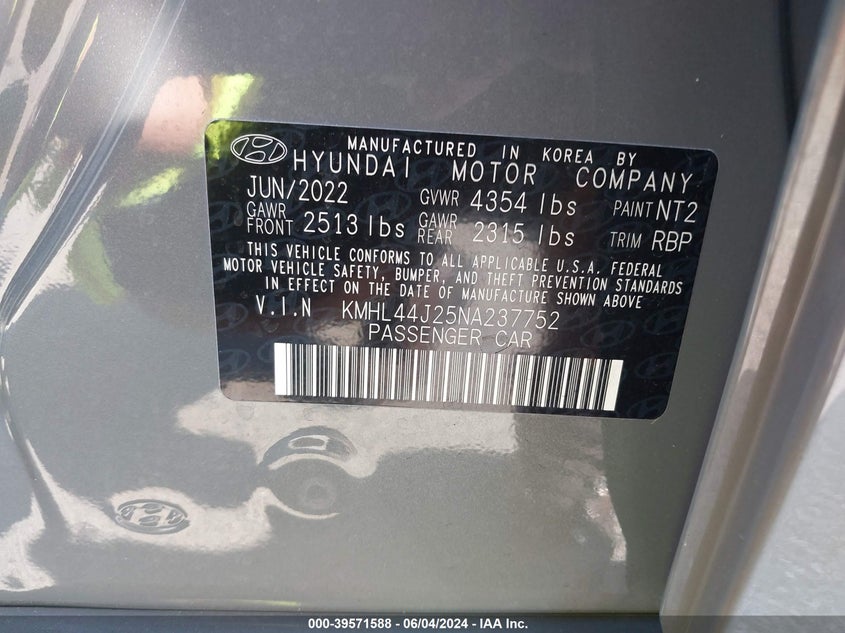 MANUFACTURED IN KOREA BY
HYUNDAI MOTOR COMPANY
JUN/2022 GVWR 4354 lbs PAINT NT2
GAWR FRONT 2513 lbs GAWR REAR 2315 lbs TRIM RBP
THIS VEHICLE CONFORMS TO ALL APPLICABLE U.S.A. FEDERAL
MOTOR VEHICLE SAFETY, BUMPER, AND THEFT PREVENTION STANDARDS
IN EFFECT ON THE DATE OF MANUFACTURE SHOWN ABOVE
V.I.N KMHL44J25NA237752
PASSENGER CAR
000-39571588 - 06/04/2024 - IAA Inc.